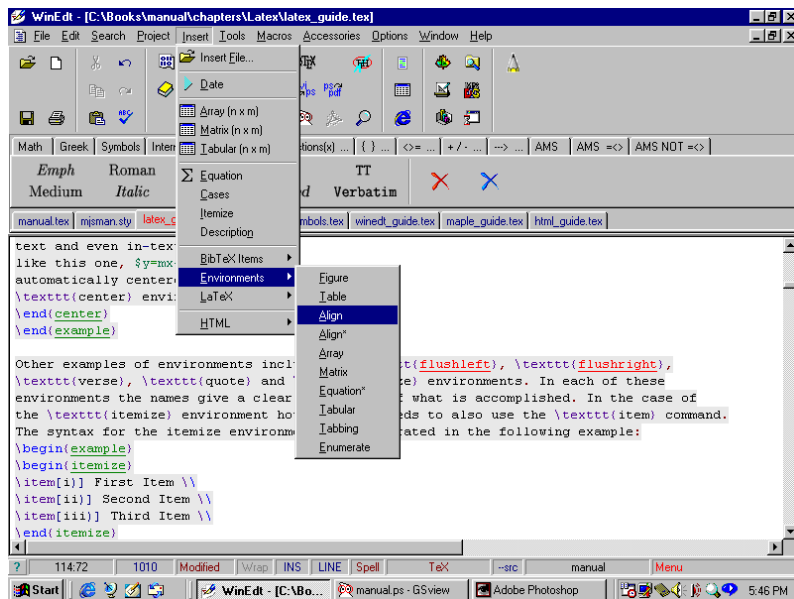 WinEdt - [C:\Books\manual\chapters\Latex\latex_guide.tex]
File Edit Search Project Insert Tools Macros Accessories Options Window Help
Insert File...
Date
Array (n x m)
Matrix (n x m)
Tabular (n x m)
Equation
Cases
Itemize
Description
BibTeX Items
Environments
LaTeX
HTML
Figure
Table
Align
Align*
Array
Matrix
Equation*
Tabular
Tabbing
Enumerate
Math Greek Symbols Inter tions(x) ... { } ... <>= ... + / - ... --> ... AMS AMS =<> AMS NOT =<>
Emph Roman TT
Medium Italic d Verbatim
manual.tex mjsman.sty latex_g mbols.tex winedt_guide.tex maple_guide.tex html_guide.tex
text and even in-tex
like this one, $y=mx
automatically center
\texttt{center} envi
\end{center}
\end{example}
Other examples of environments incl t{flushleft}, \texttt{flushright},
\texttt{verse}, \texttt{quote} and e} environments. In each of these
environments the names give a clear f what is accomplished. In the case of
the \texttt{itemize} environment ho eds to also use the \texttt{item} command.
The syntax for the itemize environm rated in the following example:
\begin{example}
\begin{itemize}
\item[i)] First Item \\
\item[ii)] Second Item \\
\item[iii)] Third Item \\
\end{itemize}
? 114:72 1010 Modified Wrap INS LINE Spell TeX --src manual Menu
Start WinEdt - [C:\Bo... manual.ps - GSview Adobe Photoshop 5:46 PM